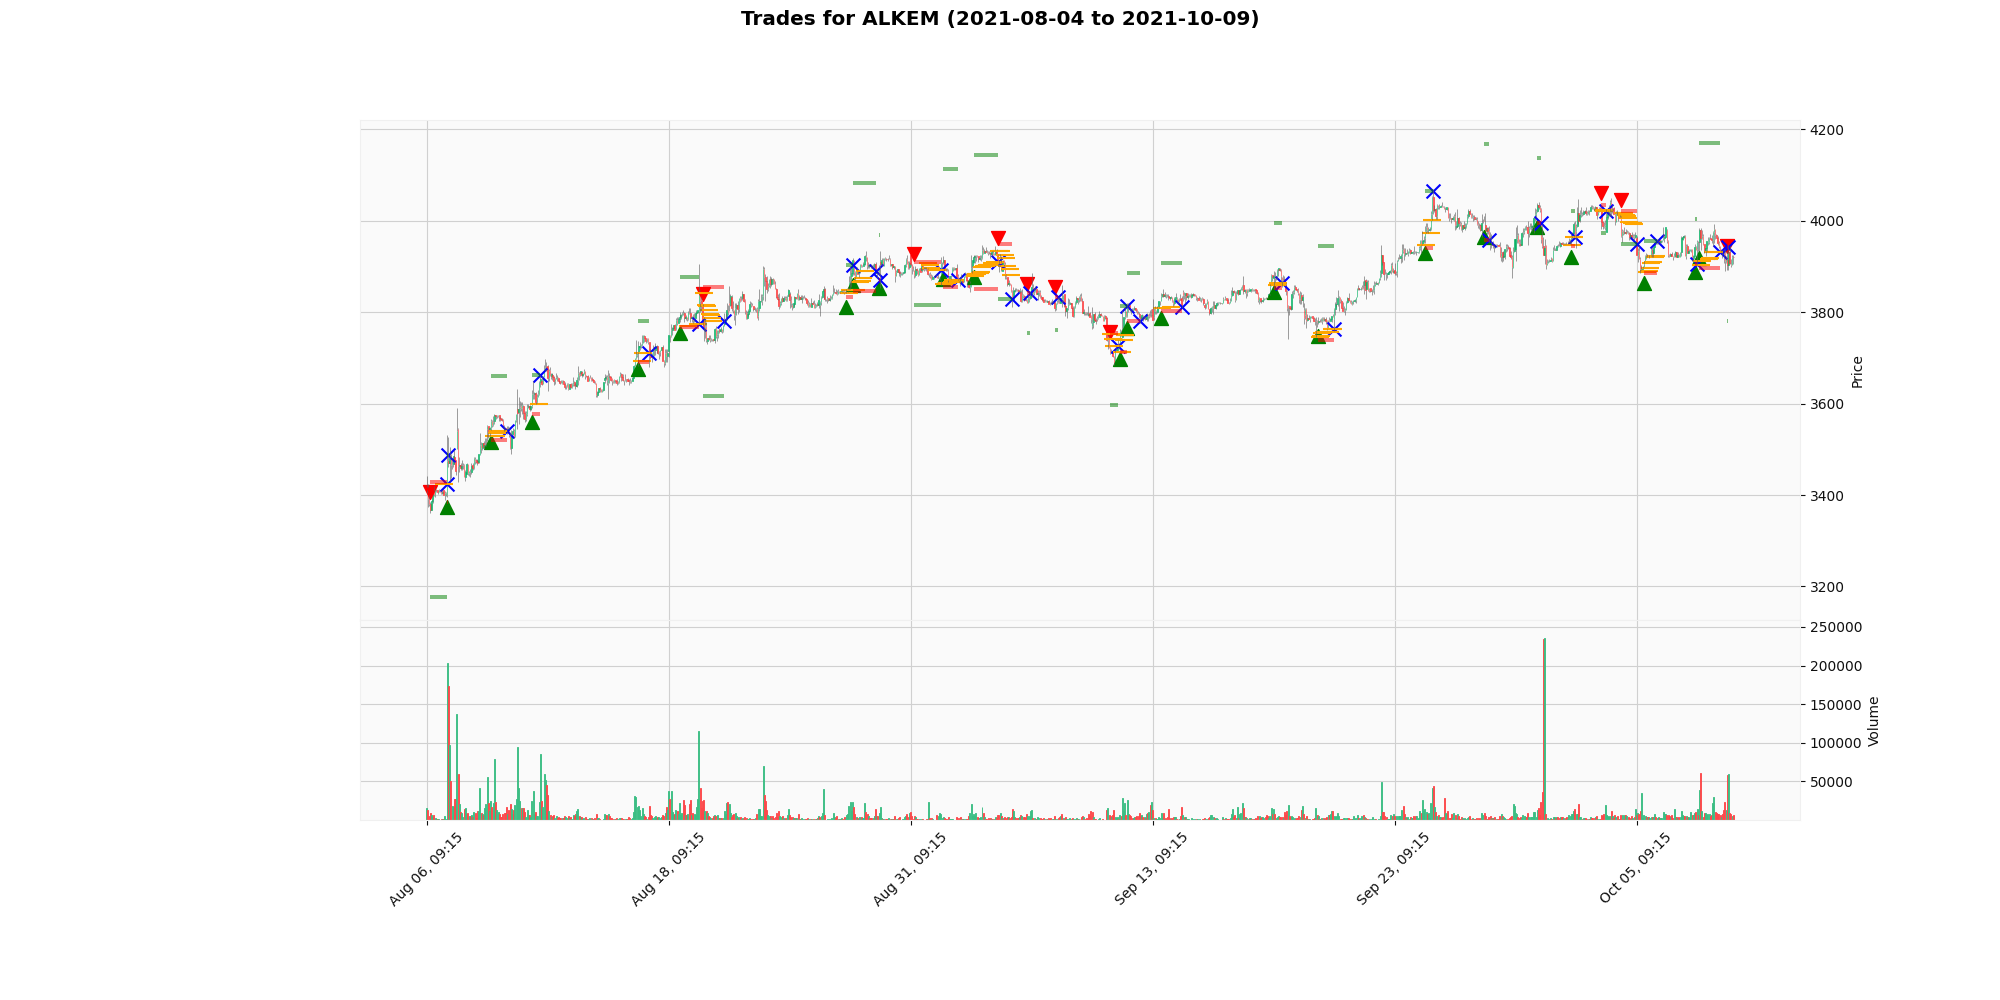 Trades for ALKEM (2021-08-04 to 2021-10-09)
4200
4000
3800
3600
3400
3200
Price
250000
200000
150000
100000
50000
Volume
Aug 06, 09:15
Aug 18, 09:15
Aug 31, 09:15
Sep 13, 09:15
Sep 23, 09:15
Oct 05, 09:15